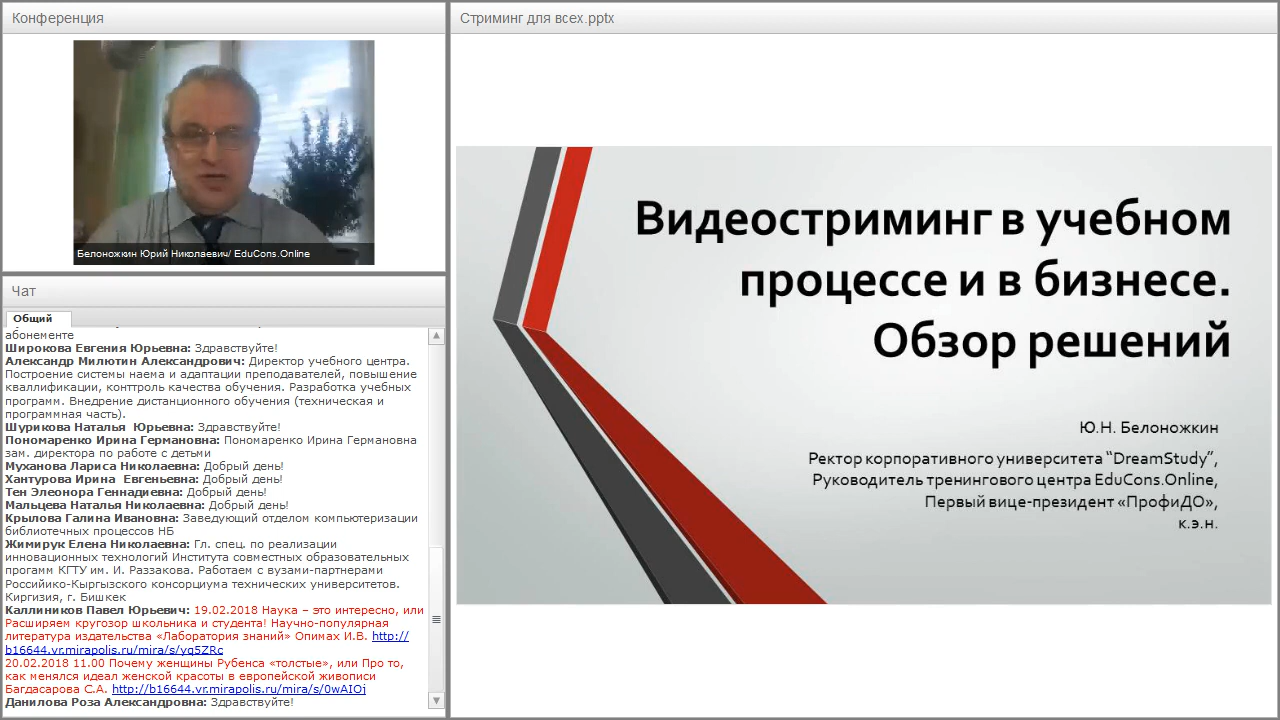 Конференция
Белоножкин Юрий Николаевич/ EduCons.Online
Чат
Общий
абонементе
Широкова Евгения Юрьевна: Здравствуйте!
Александр Милютин Александрович: Директор учебного центра.
Построение системы наема и адаптации преподавателей, повышение
кваллификации, контроль качества обучения. Разработка учебных
программ. Внедрение дистанционного обучения (техническая и
программная часть).
Шурикова Наталья Юрьевна: Здравствуйте!
Пономаренко Ирина Германовна: Пономаренко Ирина Германовна
зам. директора по работе с детьми
Муханова Лариса Николаевна: Добрый день!
Хантурова Ирина Евгеньевна: Добрый день!
Тен Элеонора Геннадиевна: Добрый день!
Мальцева Наталья Николаевна: Добрый день!
Крылова Галина Ивановна: Заведующий отделом компьютеризации
библиотечных процессов НБ
Жимирук Елена Николаевна: Гл. спец. по реализации
инновационных технологий Института совместных образовательных
прогамм КГТУ им. И. Раззакова. Работаем с вузами-партнерами
Российико-Кыргызского консорциума технических университетов.
Киргизия, г. Бишкек
Каллиников Павел Юрьевич: 19.02.2018 Наука – это интересно, или
Расширяем кругозор школьника и студента! Научно-популярная
литература издательства «Лаборатория знаний» Опимах И.В. http://
b16644.vr.mirapolis.ru/mira/s/yq5ZRc
20.02.2018 11.00 Почему женщины Рубенса «толстые», или Про то,
как менялся идеал женской красоты в европейской живописи
Багдасарова С.А. http://b16644.vr.mirapolis.ru/mira/s/0wAIOj
Данилова Роза Александровна: Здравствуйте!
Стриминг для всех.pptx
Видеостриминг в учебном
процессе и в бизнесе.
Обзор решений
Ю.Н. Белоножкин
Ректор корпоративного университета “DreamStudy”,
Руководитель тренингового центра EduCons.Online,
Первый вице-президент «ПрофиДО»,
к.э.н.